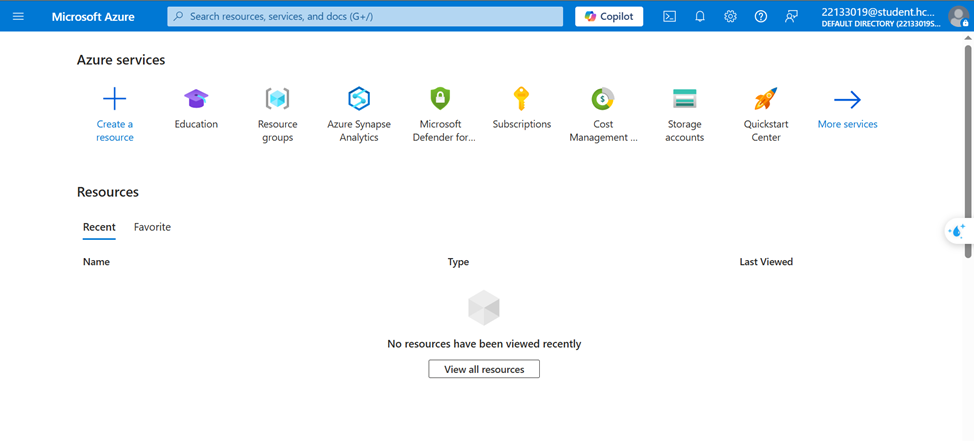 Microsoft Azure
Search resources, services, and docs (G+/)
Copilot
22133019@student.hc...
DEFAULT DIRECTORY (22133019S...
Azure services
Create a
resource
Education
Resource
groups
Azure Synapse
Analytics
Microsoft
Defender for...
Subscriptions
Cost
Management ...
Storage
accounts
Quickstart
Center
More services
Resources
Recent
Favorite
Name
Type
Last Viewed
No resources have been viewed recently
View all resources